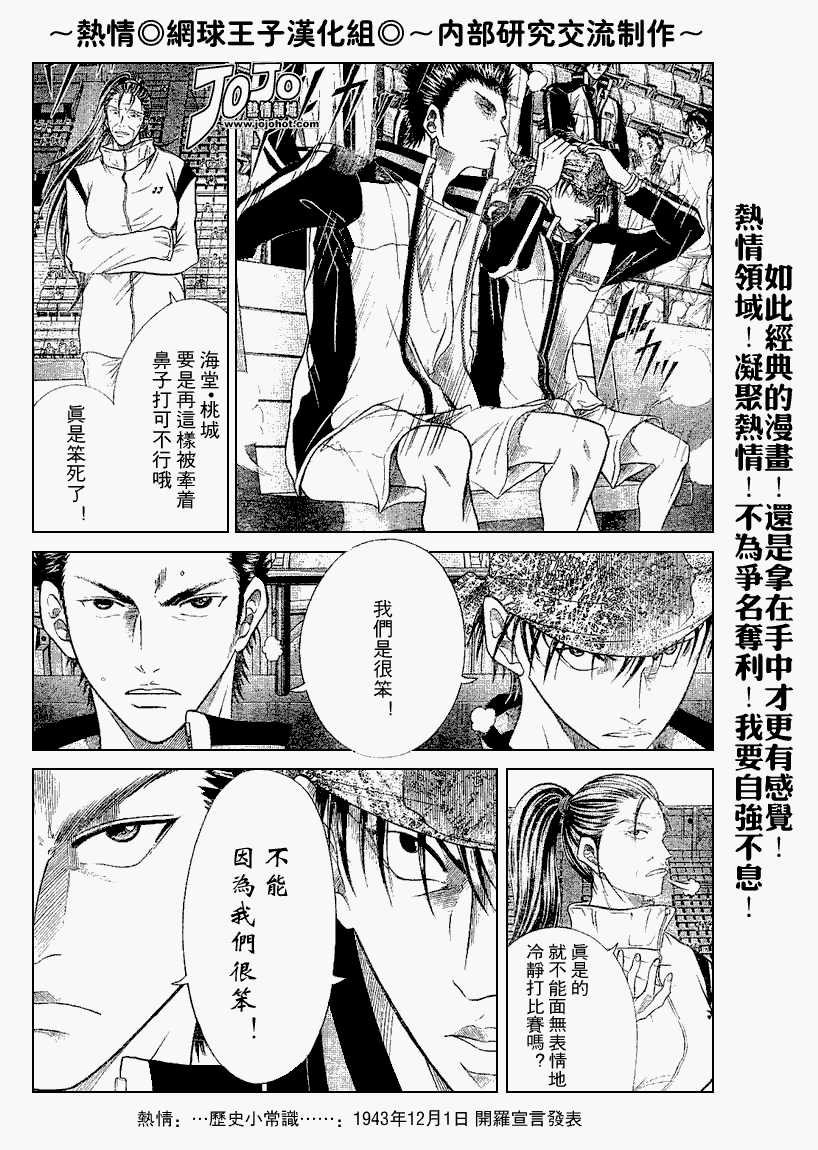 ～熱情◎網球王子漢化組◎～内部研究交流制作～
JOJO
熱情領域
www.jojohot.com
海堂・桃城
要是再這樣被牽着
鼻子打可不行哦
真是笨死了！
我們是很笨！
不能
因為我們很笨！
真是的
就不能面無表情地
冷靜打比賽嗎？
如此經典的漫畫！還是拿在手中才更有感覺！
熱情領域！凝聚熱情！不為爭名奪利！我要自強不息！
熱情：…歷史小常識……：1943年12月1日 開羅宣言發表